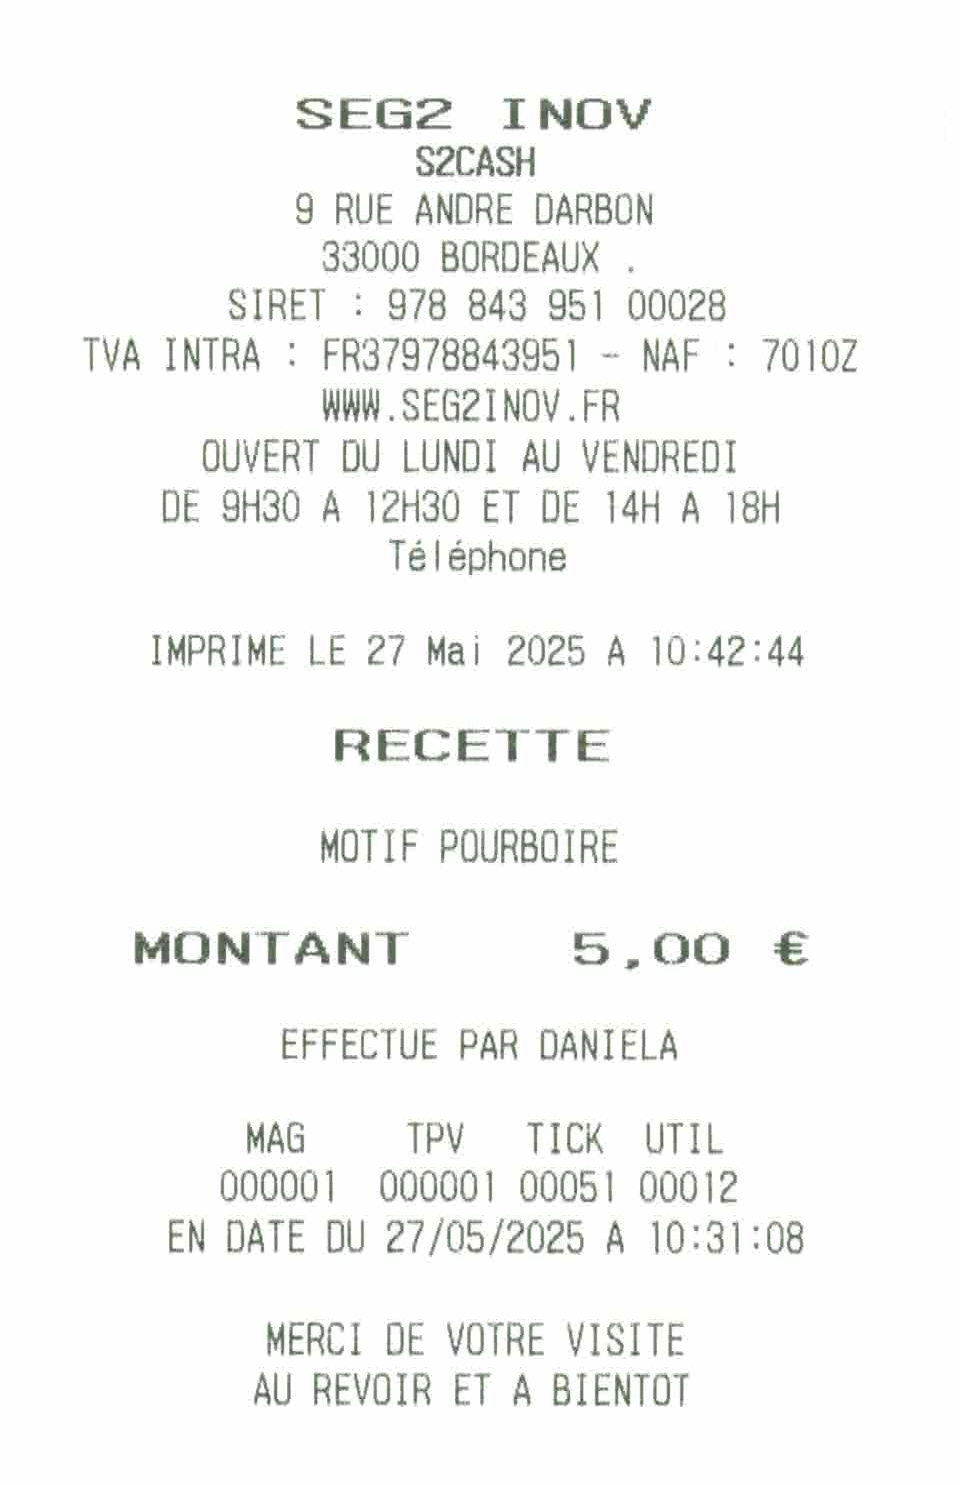 SEG2 INOV
S2CASH
9 RUE ANDRE DARBON
33000 BORDEAUX .
SIRET : 978 843 951 00028
TVA INTRA : FR37978843951 - NAF : 7010Z
WWW.SEG2INOV.FR
OUVERT DU LUNDI AU VENDREDI
DE 9H30 A 12H30 ET DE 14H A 18H
Téléphone
IMPRIME LE 27 Mai 2025 A 10:42:44
RECETTE
MOTIF POURBOIRE
MONTANT 5,00 €
EFFECTUE PAR DANIELA
MAG TPV TICK UTIL
000001 000001 00051 00012
EN DATE DU 27/05/2025 A 10:31:08
MERCI DE VOTRE VISITE
AU REVOIR ET A BIENTOT